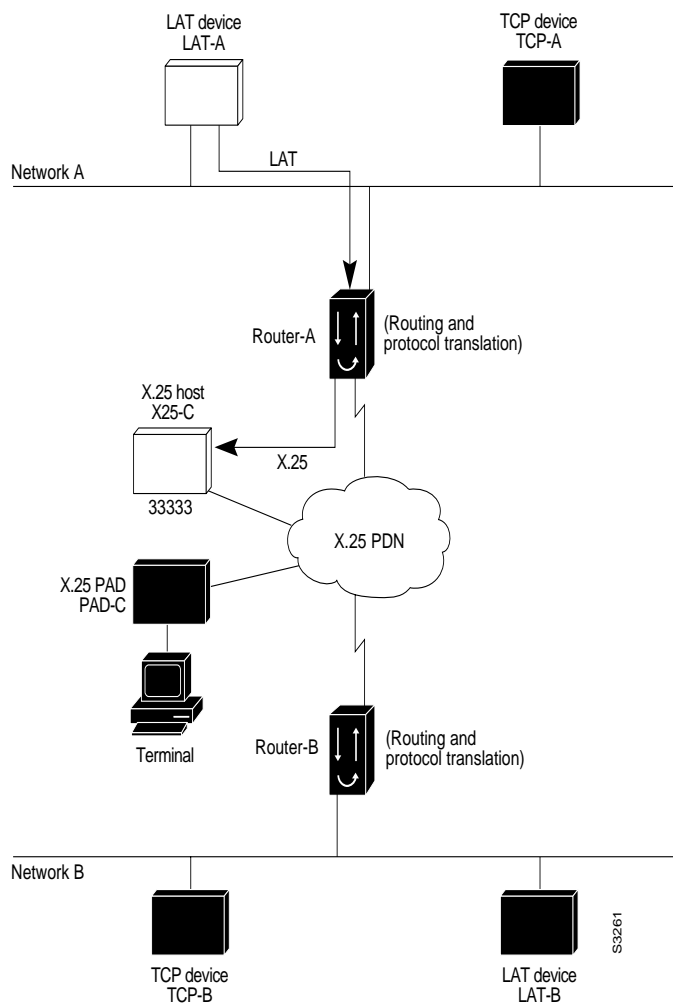 LAT device
LAT-A
TCP device
TCP-A
LAT
Network A
Router-A
(Routing and
protocol translation)
X.25 host
X25-C
X.25
33333
X.25 PDN
X.25 PAD
PAD-C
Terminal
Router-B
(Routing and
protocol translation)
Network B
TCP device
TCP-B
LAT device
LAT-B
S3261